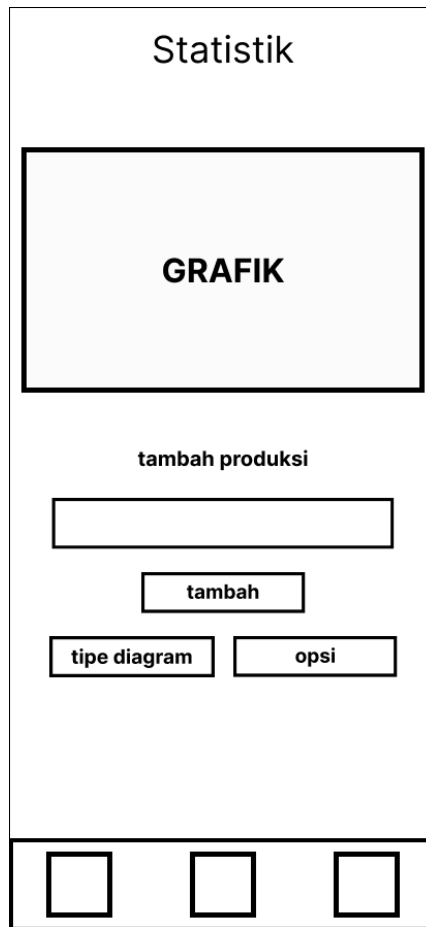 Statistik
GRAFIK
tambah produksi
tambah
tipe diagram
opsi